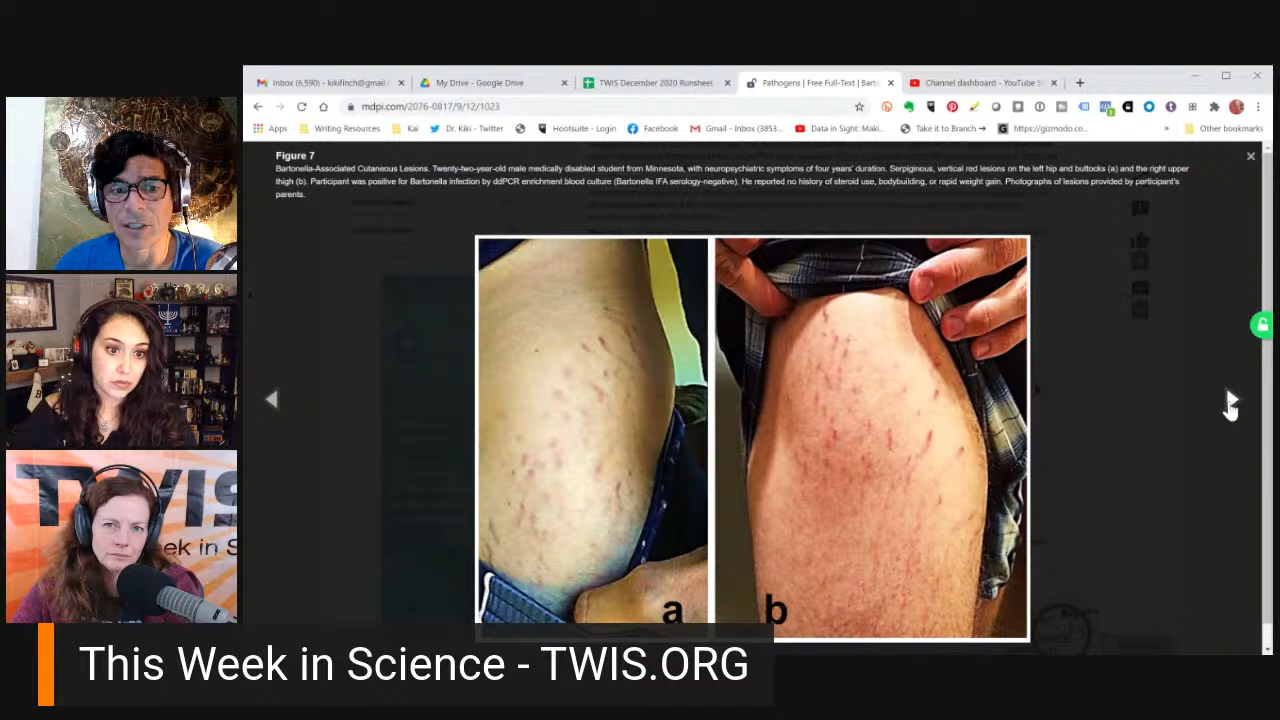 Inbox (6,590) - kikifinch@gmail.c
My Drive - Google Drive
TWIS December 2020 Runsheet -
Pathogens | Free Full-Text | Barto
Channel dashboard - YouTube St
mdpi.com/2076-0817/9/12/1023
Apps
Writing Resources
Kai
Twitter Dr. Kiki - Twitter
Hootsuite - Login
Facebook
Gmail - Inbox (3853...
Data in Sight: Maki...
Take it to Branch →
https://gizmodo.co...
»
Other bookmarks
Figure 7
Bartonella-Associated Cutaneous Lesions. Twenty-two-year-old male medically disabled student from Minnesota, with neuropsychiatric symptoms of four years' duration. Serpiginous, vertical red lesions on the left hip and buttocks (a) and the right upper
thigh (b). Participant was positive for Bartonella infection by ddPCR enrichment blood culture (Bartonella IFA serology-negative). He reported no history of steroid use, bodybuilding, or rapid weight gain. Photographs of lesions provided by participant's
parents.
a
b
TWIS
ek in S
This Week in Science - TWIS.ORG